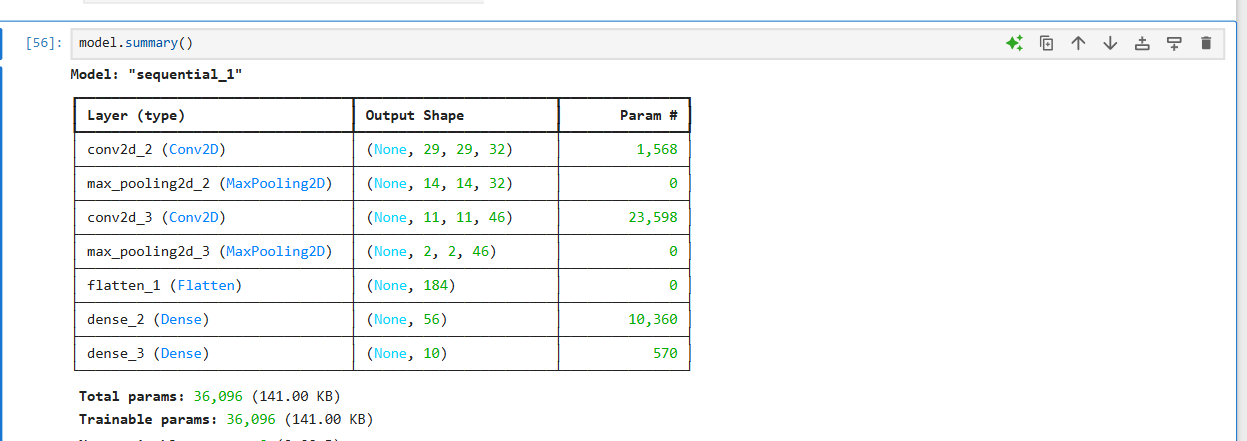 [56]: model.summary()
Model: "sequential_1"
Layer (type) Output Shape Param #
conv2d_2 (Conv2D) (None, 29, 29, 32) 1,568
max_pooling2d_2 (MaxPooling2D) (None, 14, 14, 32) 0
conv2d_3 (Conv2D) (None, 11, 11, 46) 23,598
max_pooling2d_3 (MaxPooling2D) (None, 2, 2, 46) 0
flatten_1 (Flatten) (None, 184) 0
dense_2 (Dense) (None, 56) 10,360
dense_3 (Dense) (None, 10) 570
Total params: 36,096 (141.00 KB)
Trainable params: 36,096 (141.00 KB)